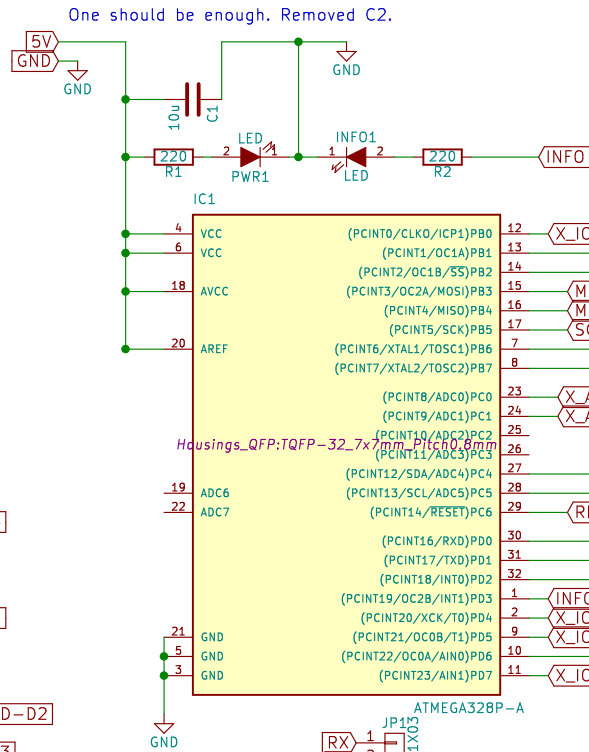 One should be enough. Removed C2.
5V
GND
GND
GND
10u
C1
LED
2
1
PWR1
220
R1
INFO1
1
2
LED
220
R2
INFO
IC1
4 VCC
6 VCC
18 AVCC
20 AREF
19 ADC6
22 ADC7
21 GND
5 GND
3 GND
GND
(PCINT0/CLKO/ICP1)PB0 12
(PCINT1/OC1A)PB1 13
(PCINT2/OC1B/SS)PB2 14
(PCINT3/OC2A/MOSI)PB3 15
(PCINT4/MISO)PB4 16
(PCINT5/SCK)PB5 17
(PCINT6/XTAL1/TOSC1)PB6 7
(PCINT7/XTAL2/TOSC2)PB7 8
(PCINT8/ADC0)PC0 23
(PCINT9/ADC1)PC1 24
(PCINT10/ADC2)PC2 25
Housings_QFP:TQFP-32_7x7mm_Pitch0.8mm
(PCINT11/ADC3)PC3 26
(PCINT12/SDA/ADC4)PC4 27
(PCINT13/SCL/ADC5)PC5 28
(PCINT14/RESET)PC6 29
(PCINT16/RXD)PD0 30
(PCINT17/TXD)PD1 31
(PCINT18/INT0)PD2 32
(PCINT19/OC2B/INT1)PD3 1
(PCINT20/XCK/T0)PD4 2
(PCINT21/OC0B/T1)PD5 9
(PCINT22/OC0A/AIN0)PD6 10
(PCINT23/AIN1)PD7 11
INFO
ATMEGA328P-A
D-D2
JP1
RX
1
1X03